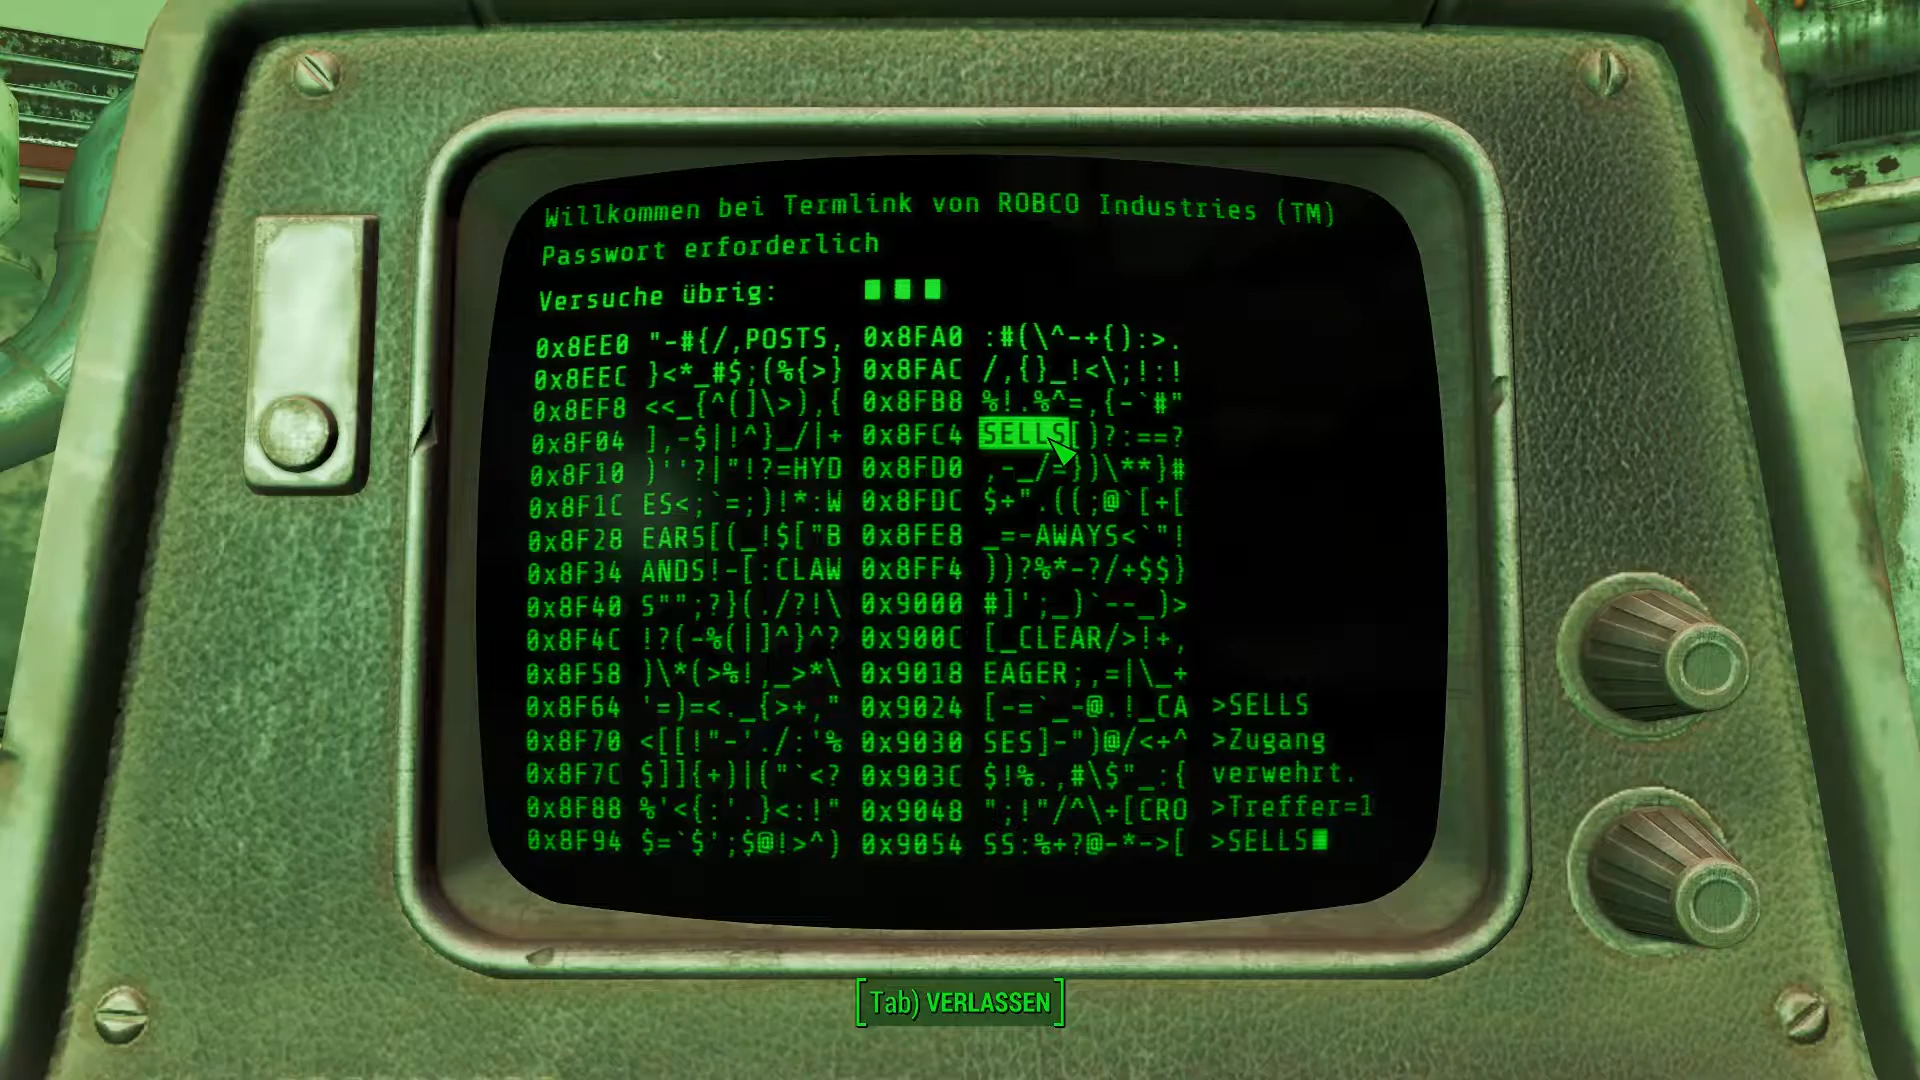 Willkommen bei Termlink von ROBCO Industries (TM)
Passwort erforderlich
Versuche übrig:
0x8EE0 "-#{/,POSTS, 0x8FA0 :#(\^-+{):>.
0x8EEC }<*_#$;(%{>} 0x8FAC /,{}_!<\;!:!
0x8EF8 <<_{^(]\>),{ 0x8FB8 %!.%^=,{-`#"
0x8F04 ],-$|!^}_/|+ 0x8FC4 SELLS[)?:==?
0x8F10 )''?|"!?=HYD 0x8FD0 ,-_/=})\**}#
0x8F1C ES<;`=;)!*:W 0x8FDC $+".((;@`[+[
0x8F28 EARS[(_!$["B 0x8FE8 _=-AWAYS<`"!
0x8F34 ANDS!-[:CLAW 0x8FF4 ))?%*-?/+$$}
0x8F40 S"";?}(./?!\ 0x9000 #]';_)`--_)>
0x8F4C !?(-%(|]^}^? 0x900C [_CLEAR/>!+,
0x8F58 )\*(>%!,_>*\ 0x9018 EAGER;,=|\_+
0x8F64 '=)=<._{>+," 0x9024 [-=`_-@.!_CA >SELLS
0x8F70 <[[!"-'./:'% 0x9030 SES]-")@/<+^ >Zugang
0x8F7C $]]{+)|("`<? 0x903C $!%.,#\$"_:{ verwehrt.
0x8F88 %'<{:'.}<:!" 0x9048 ";!"/^\+[CRO >Treffer=1
0x8F94 $=`$';$@!>^) 0x9054 SS:%+?@-*->[ >SELLS
[Tab) VERLASSEN]